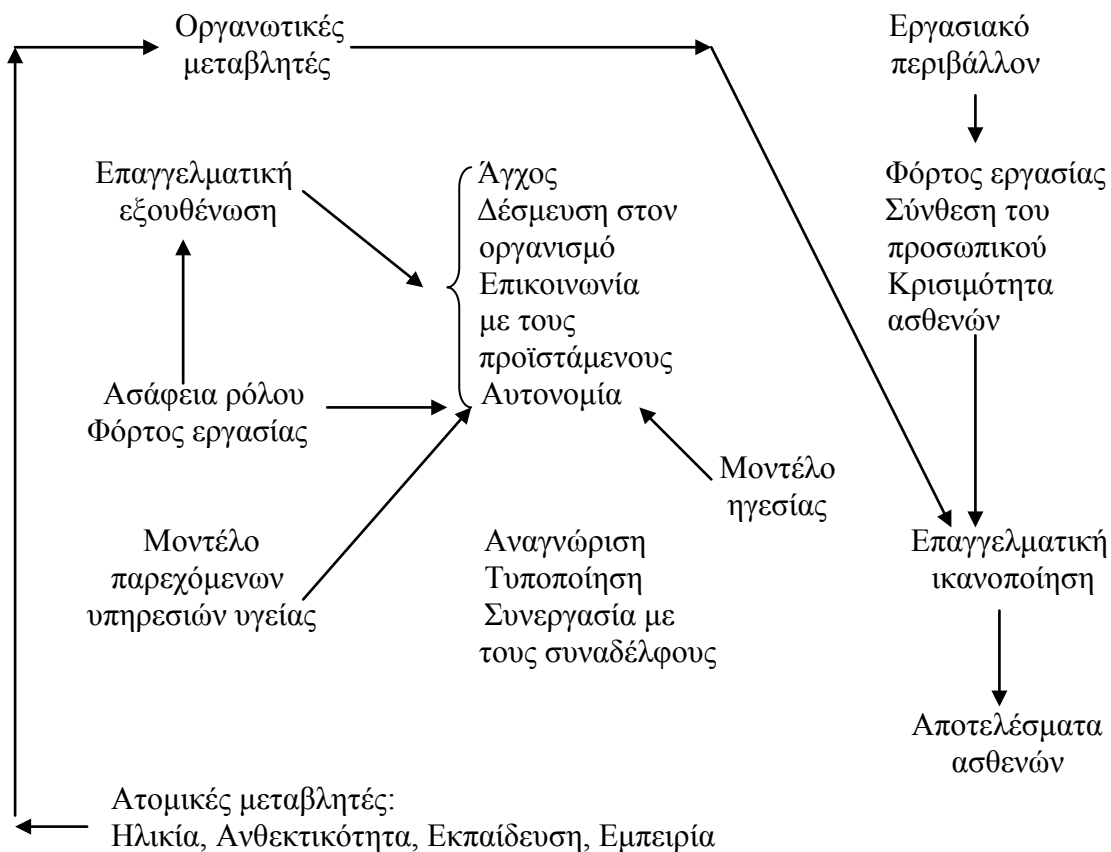 Οργανωτικές
μεταβλητές
Εργασιακό
περιβάλλον
Επαγγελματική
εξουθένωση
Άγχος
Δέσμευση στον
οργανισμό
Επικοινωνία
με τους
προϊστάμενους
Αυτονομία
Φόρτος εργασίας
Σύνθεση του
προσωπικού
Κρισιμότητα
ασθενών
Ασάφεια ρόλου
Φόρτος εργασίας
Μοντέλο
ηγεσίας
Μοντέλο
παρεχόμενων
υπηρεσιών υγείας
Αναγνώριση
Τυποποίηση
Συνεργασία με
τους συναδέλφους
Επαγγελματική
ικανοποίηση
Αποτελέσματα
ασθενών
Ατομικές μεταβλητές:
Ηλικία, Ανθεκτικότητα, Εκπαίδευση, Εμπειρία